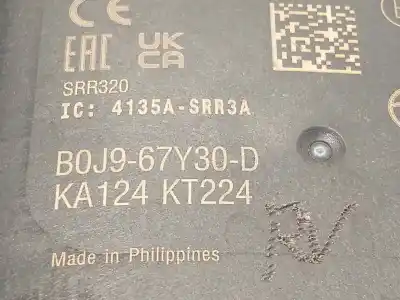 CE
EAC UK
CA
SRR320
IC: 4135A-SRR3A
B0J9-67Y30-D
KA124 KT224
Made in Philippines